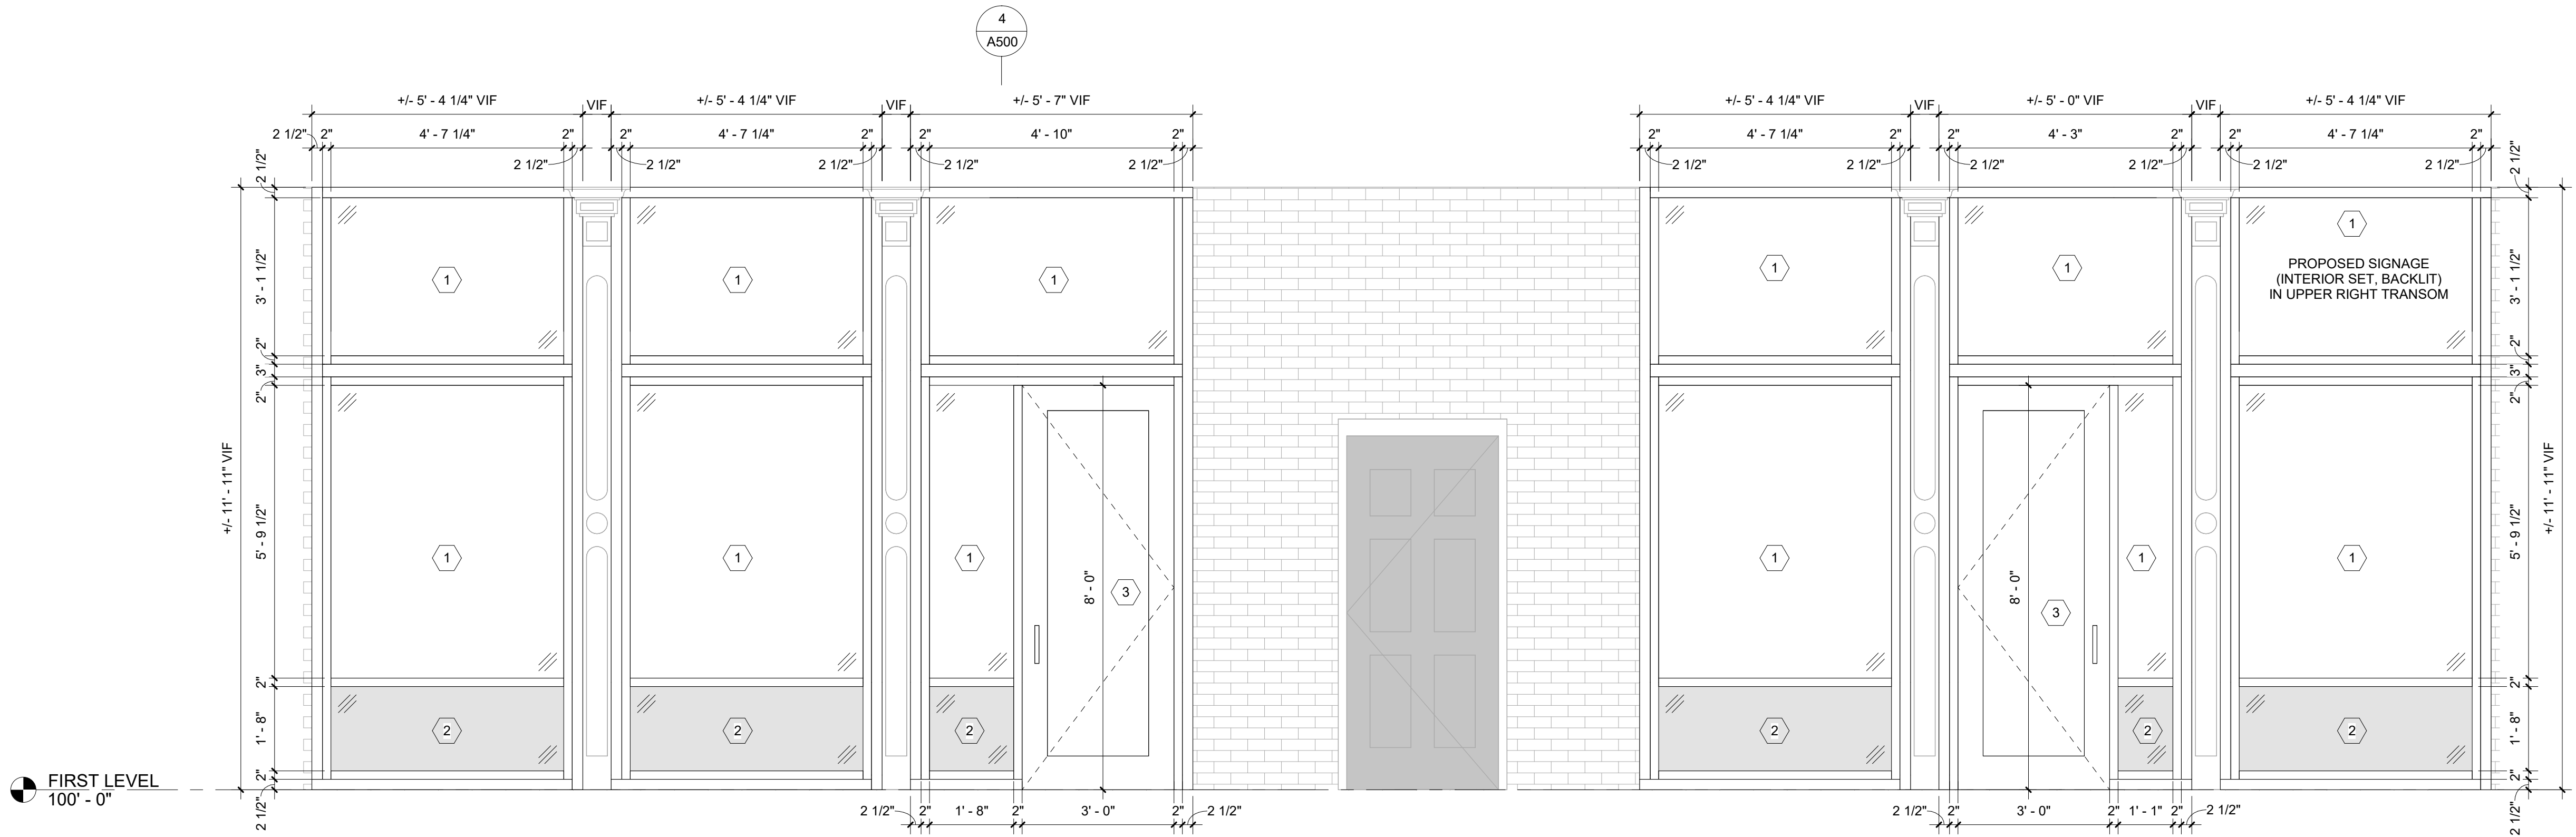 4
A500
+/- 5' - 4 1/4" VIF
VIF
+/- 5' - 4 1/4" VIF
VIF
+/- 5' - 7" VIF
+/- 5' - 4 1/4" VIF
VIF
+/- 5' - 0" VIF
VIF
+/- 5' - 4 1/4" VIF
2 1/2"
2"
4' - 7 1/4"
2"
2"
4' - 7 1/4"
2"
2"
4' - 10"
2"
2"
4' - 7 1/4"
2"
2"
4' - 3"
2"
2"
4' - 7 1/4"
2"
2 1/2"
2 1/2"
2 1/2"
2 1/2"
2 1/2"
2 1/2"
2 1/2"
2 1/2"
2 1/2"
2 1/2"
2 1/2"
2 1/2"
2 1/2"
2 1/2"
3' - 1 1/2"
2"
3"
2"
5' - 9 1/2"
2"
1' - 8"
2"
2 1/2"
+/- 11' - 11" VIF
1
1
1
1
1
1
PROPOSED SIGNAGE
(INTERIOR SET, BACKLIT)
IN UPPER RIGHT TRANSOM
1
1
1
8' - 0"
3
1
8' - 0"
3
1
1
2
2
2
2
2
2
2 1/2"
3' - 1 1/2"
2"
3"
2"
5' - 9 1/2"
2"
1' - 8"
2"
2 1/2"
+/- 11' - 11" VIF
FIRST LEVEL
100' - 0"
2 1/2"
2"
1' - 8"
2"
3' - 0"
2"
2 1/2"
2 1/2"
2"
3' - 0"
2"
1' - 1"
2"
2 1/2"